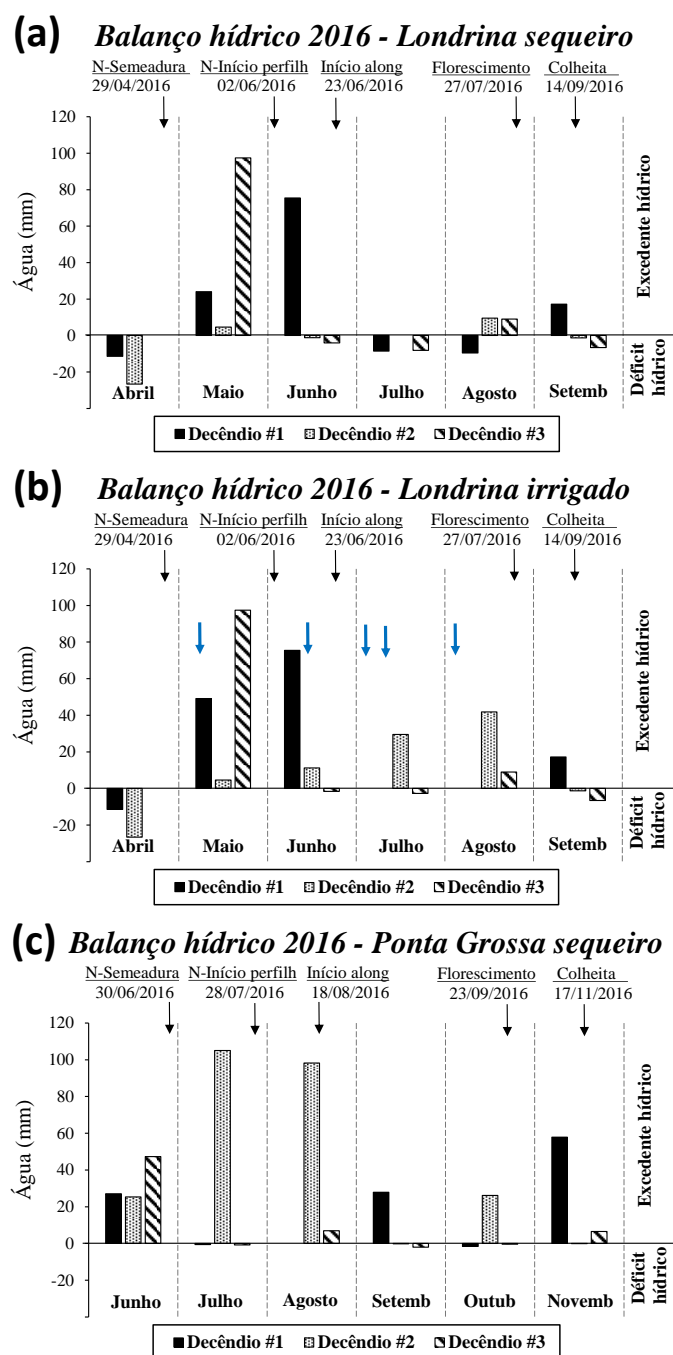 (a) Balanço hídrico 2016 - Londrina sequeiro
N-Semeadura N-Início perfilh Início along Florescimento Colheita
29/04/2016 02/06/2016 23/06/2016 27/07/2016 14/09/2016
120
100
80
60
40
20
0
-20
Água (mm)
Excedente hídrico
Déficit hídrico
Abril Maio Junho Julho Agosto Setemb
Decêndio #1 Decêndio #2 Decêndio #3
(b) Balanço hídrico 2016 - Londrina irrigado
N-Semeadura N-Início perfilh Início along Florescimento Colheita
29/04/2016 02/06/2016 23/06/2016 27/07/2016 14/09/2016
120
100
80
60
40
20
0
-20
Água (mm)
Excedente hídrico
Déficit hídrico
Abril Maio Junho Julho Agosto Setemb
Decêndio #1 Decêndio #2 Decêndio #3
(c) Balanço hídrico 2016 - Ponta Grossa sequeiro
N-Semeadura N-Início perfilh Início along Florescimento Colheita
30/06/2016 28/07/2016 18/08/2016 23/09/2016 17/11/2016
120
100
80
60
40
20
0
-20
Água (mm)
Excedente hídrico
Déficit hídrico
Junho Julho Agosto Setemb Outub Novemb
Decêndio #1 Decêndio #2 Decêndio #3